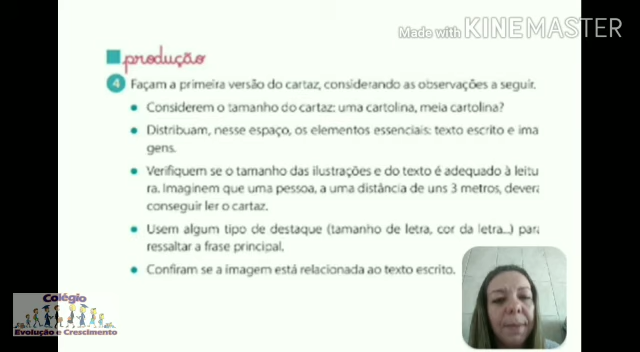 Made with KINEMASTER
produção
4 Façam a primeira versão do cartaz, considerando as observações a seguir.
• Considerem o tamanho do cartaz: uma cartolina, meia cartolina?
• Distribuam, nesse espaço, os elementos essenciais: texto escrito e ima
gens.
• Verifiquem se o tamanho das ilustrações e do texto é adequado à leitu
ra. Imaginem que uma pessoa, a uma distância de uns 3 metros, deverá
conseguir ler o cartaz.
• Usem algum tipo de destaque (tamanho de letra, cor da letra...) para
ressaltar a frase principal.
• Confiram se a imagem está relacionada ao texto escrito.
Colégio
Evolução e Crescimento